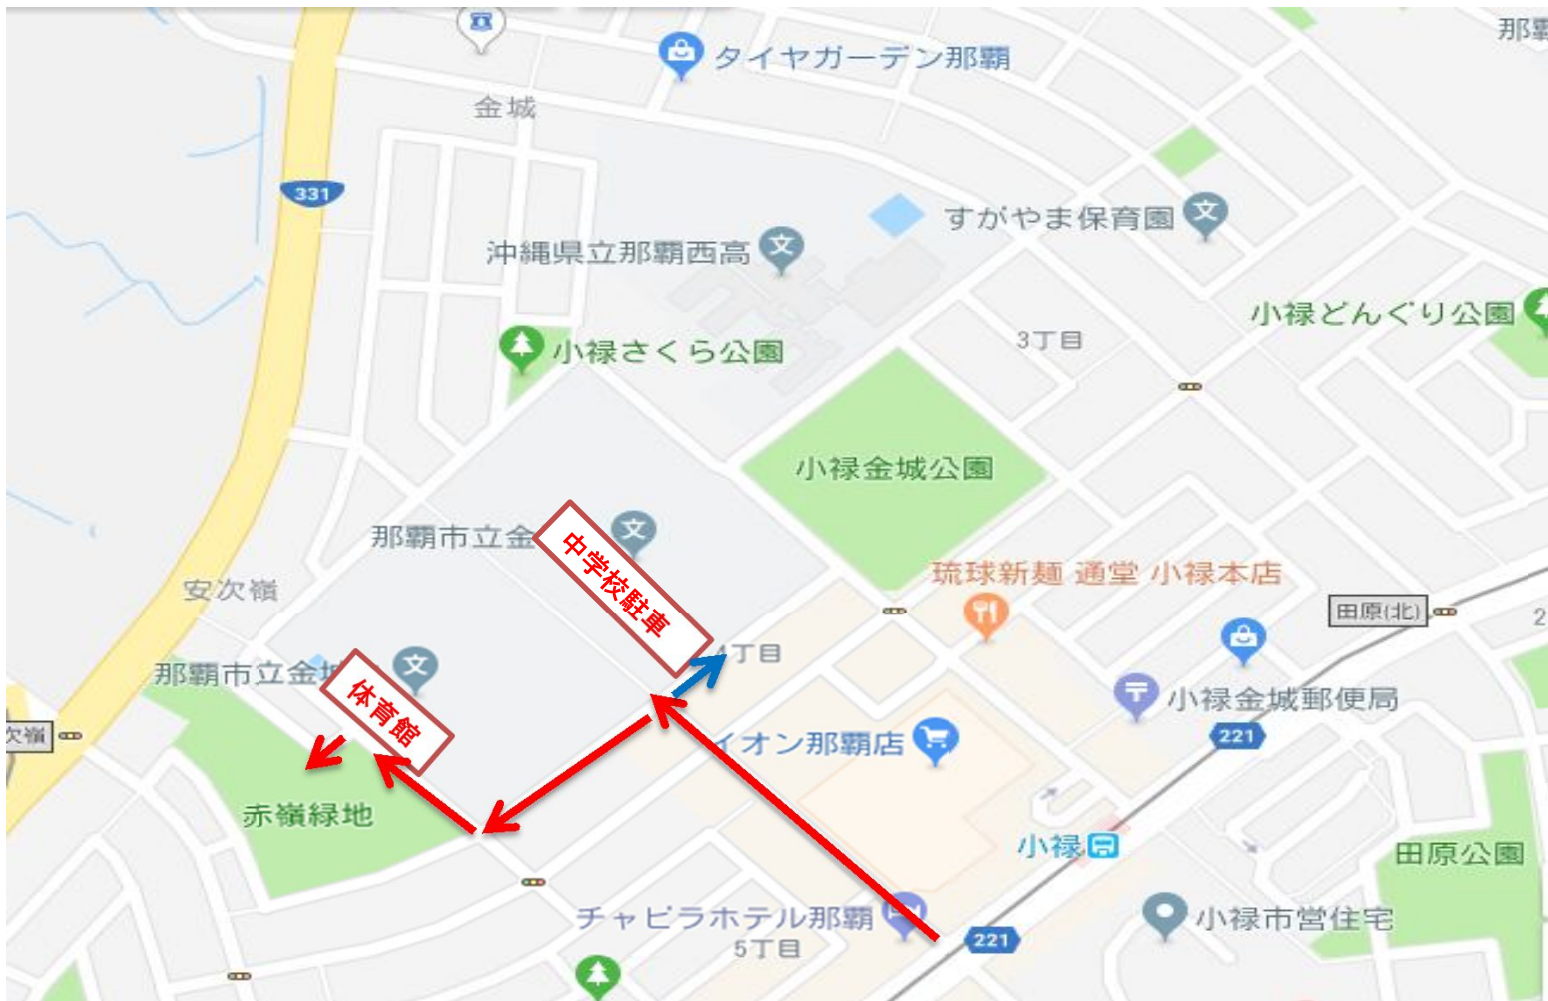 那覇
タイヤガーデン那覇
金城
331
すがやま保育園
文
沖縄県立那覇西高
文
小禄どんぐり公園
3丁目
小禄さくら公園
小禄金城公園
那覇市立金
文
中学校駐車
琉球新麺 通堂 小禄本店
安次嶺
田原(北)
2
4丁目
那覇市立金城
文
体育館
小禄金城郵便局
次嶺
イオン那覇店
221
赤嶺緑地
小禄
田原公園
チャビラホテル那覇
小禄市営住宅
221
5丁目